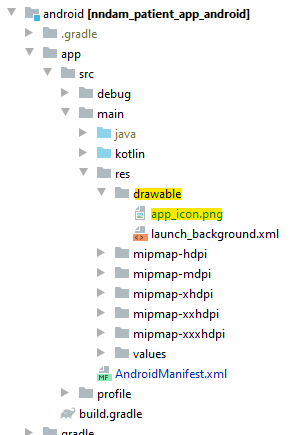 android [nndam_patient_app_android]
.gradle
app
src
debug
main
java
kotlin
res
drawable
app_icon.png
launch_background.xml
mipmap-hdpi
mipmap-mdpi
mipmap-xhdpi
mipmap-xxhdpi
mipmap-xxxhdpi
values
MF AndroidManifest.xml
profile
build.gradle
gradle